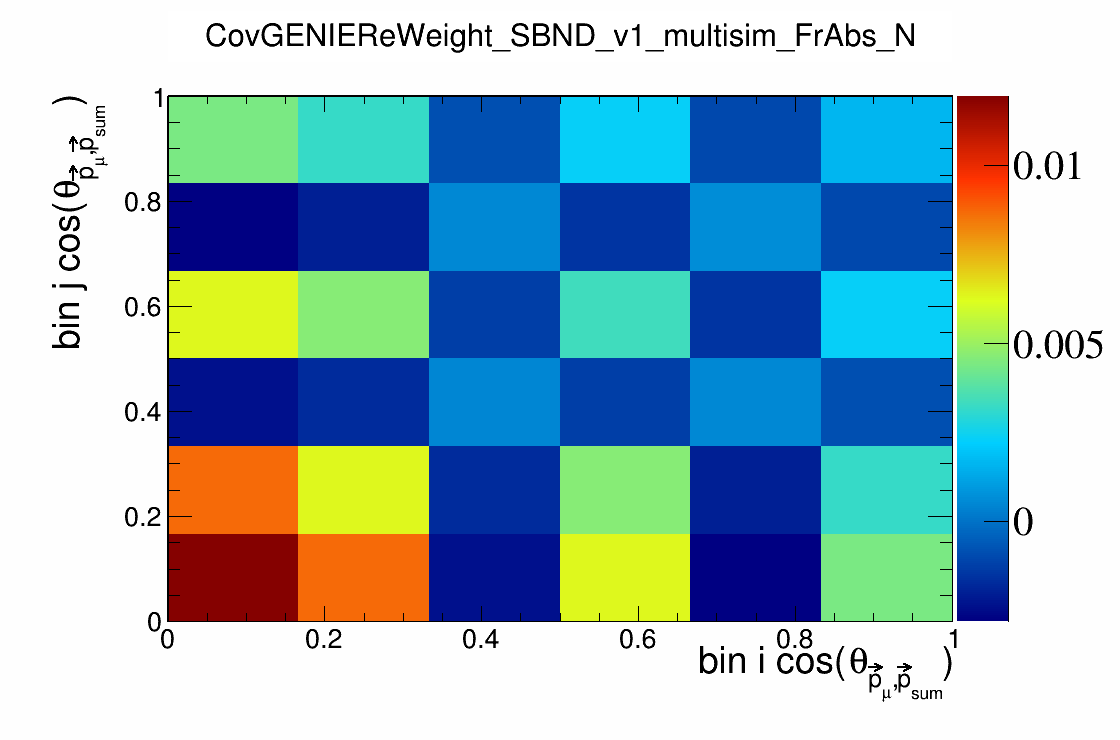 CovGENIEReWeight_SBND_v1_multisim_FrAbs_N
bin j cos(θp⃗μ,p⃗sum)
1
0.8
0.6
0.4
0.2
0
0 0.2 0.4 0.6 0.8 1
bin i cos(θp⃗μ,p⃗sum)
0.01
0.005
0